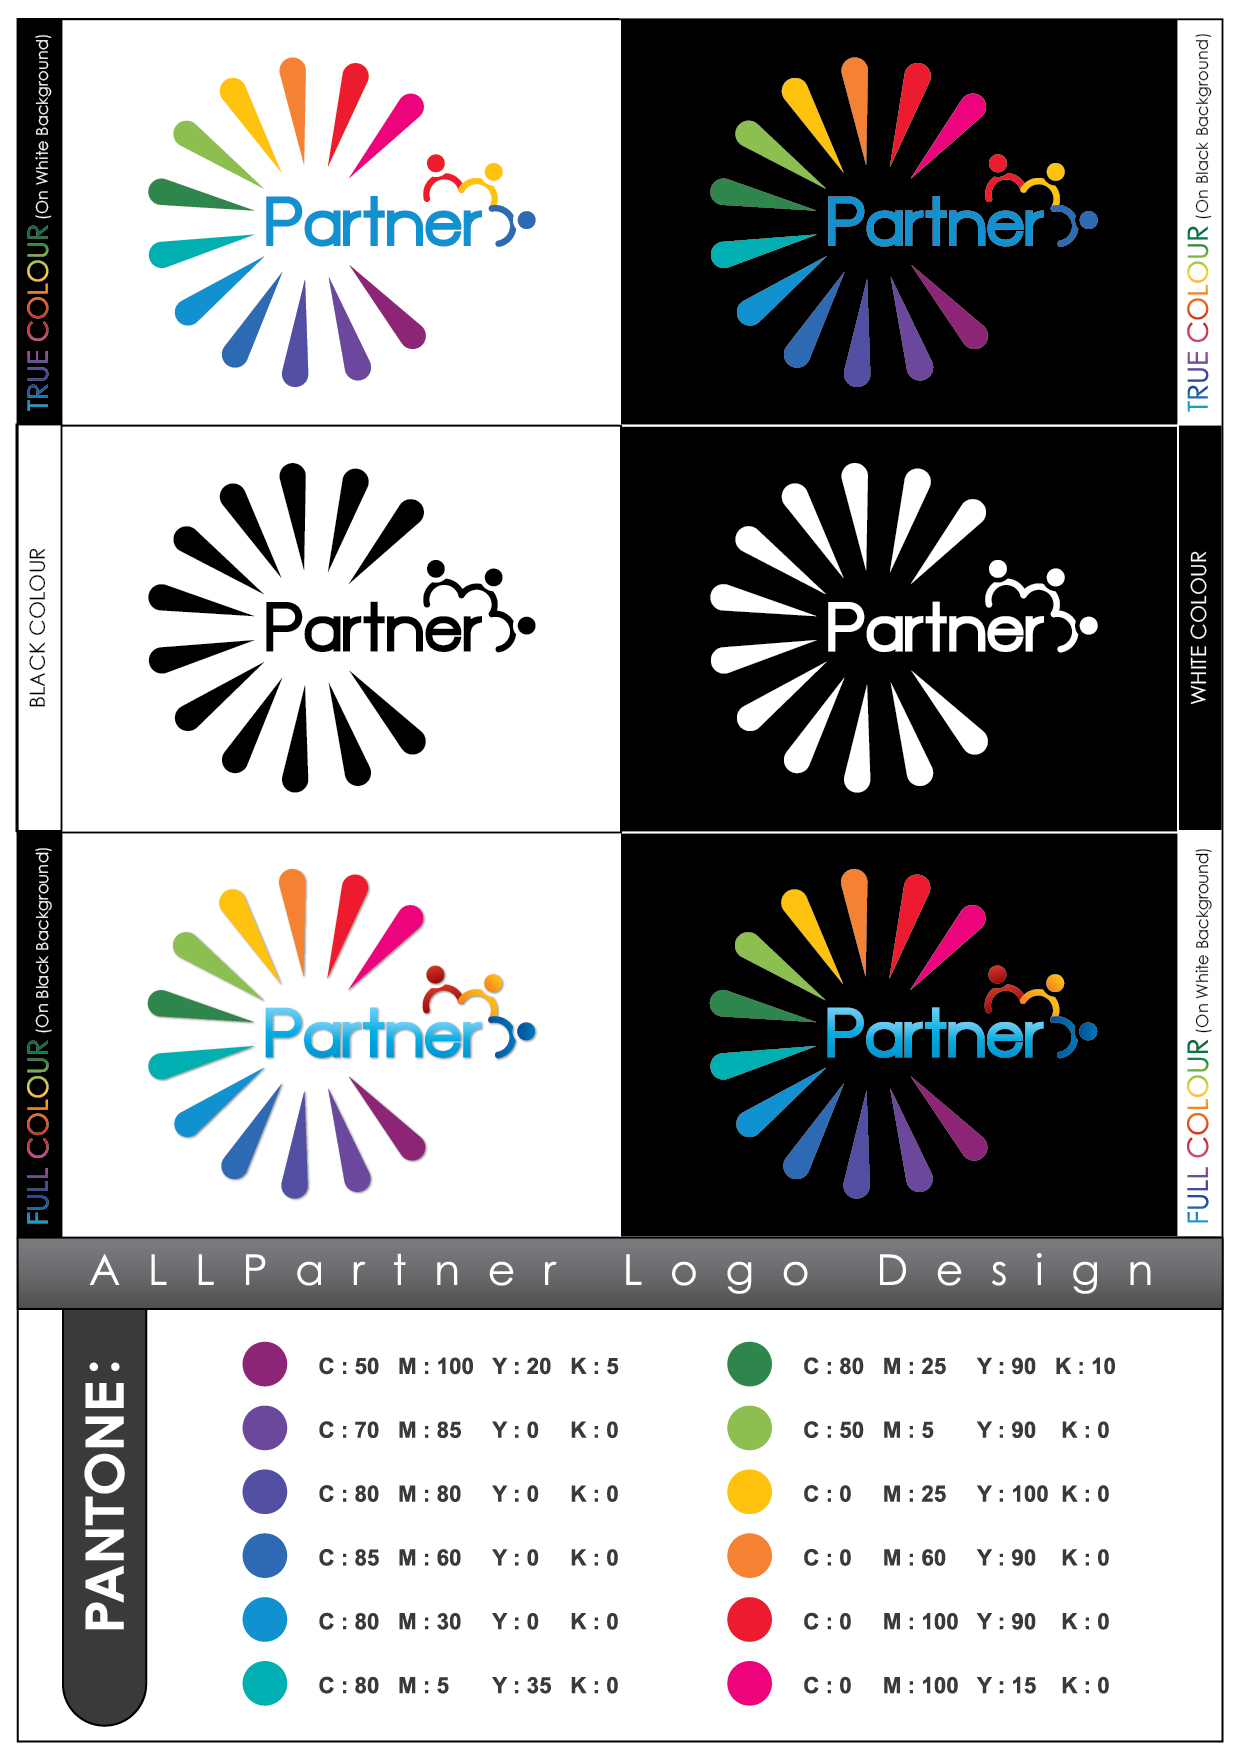 TRUE COLOUR (On White Background)
Partner
Partner
TRUE COLOUR (On Black Background)
BLACK COLOUR
Partner
Partner
WHITE COLOUR
FULL COLOUR (On Black Background)
Partner
Partner
FULL COLOUR (On White Background)
ALLPartner Logo Design
PANTONE:
C : 50 M : 100 Y : 20 K : 5
C : 70 M : 85 Y : 0 K : 0
C : 80 M : 80 Y : 0 K : 0
C : 85 M : 60 Y : 0 K : 0
C : 80 M : 30 Y : 0 K : 0
C : 80 M : 5 Y : 35 K : 0
C : 80 M : 25 Y : 90 K : 10
C : 50 M : 5 Y : 90 K : 0
C : 0 M : 25 Y : 100 K : 0
C : 0 M : 60 Y : 90 K : 0
C : 0 M : 100 Y : 90 K : 0
C : 0 M : 100 Y : 15 K : 0